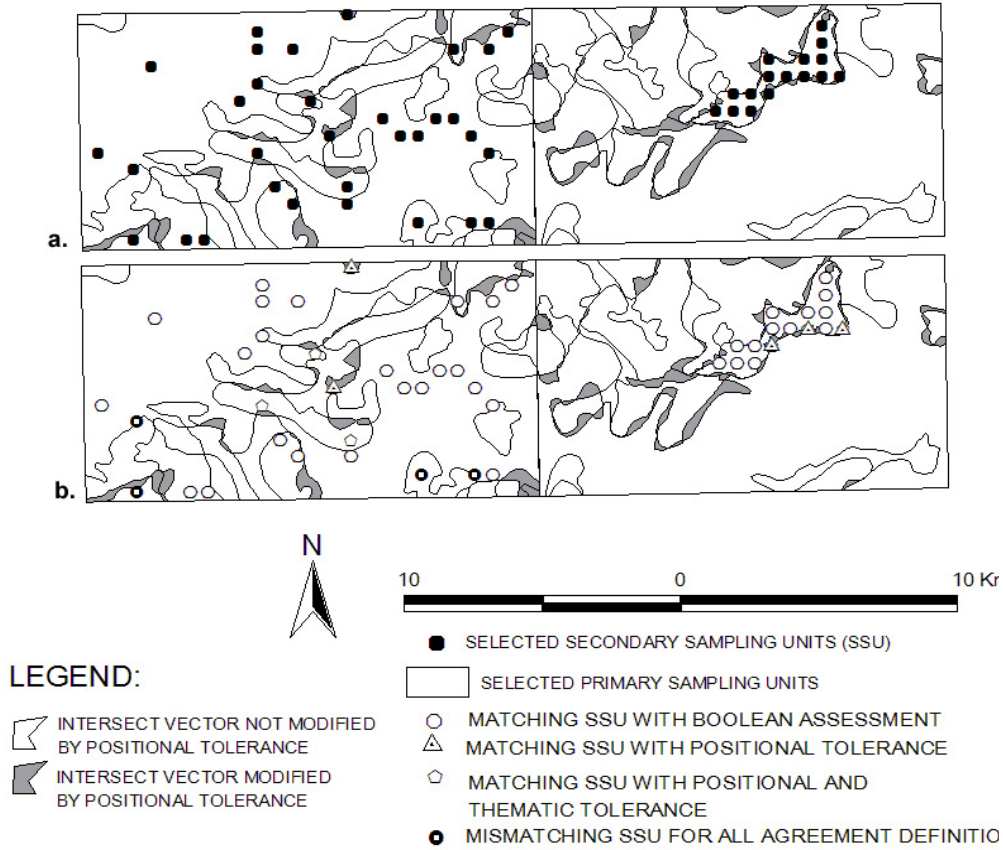 a.
b.
N
10 0 10 Kr
SELECTED SECONDARY SAMPLING UNITS (SSU)
LEGEND:
SELECTED PRIMARY SAMPLING UNITS
INTERSECT VECTOR NOT MODIFIED
BY POSITIONAL TOLERANCE
MATCHING SSU WITH BOOLEAN ASSESSMENT
MATCHING SSU WITH POSITIONAL TOLERANCE
INTERSECT VECTOR MODIFIED
BY POSITIONAL TOLERANCE
MATCHING SSU WITH POSITIONAL AND
THEMATIC TOLERANCE
MISMATCHING SSU FOR ALL AGREEMENT DEFINITIO